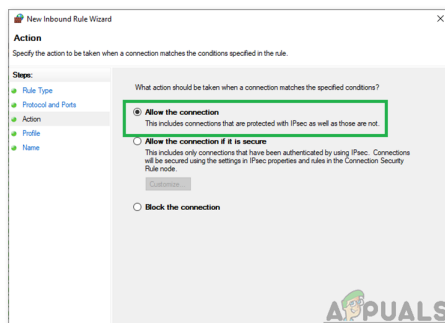 New Inbound Rule Wizard
Action
Specify the action to be taken when a connection matches the conditions specified in the rule.
Steps:
Rule Type
Protocol and Ports
Action
Profile
Name
What action should be taken when a connection matches the specified conditions?
Allow the connection
This includes connections that are protected with IPsec as well as those are not.
Allow the connection if it is secure
This includes only connections that have been authenticated by using IPsec. Connections
will be secured using the settings in IPsec properties and rules in the Connection Security
Rule node.
Customize...
Block the connection
APPUALS